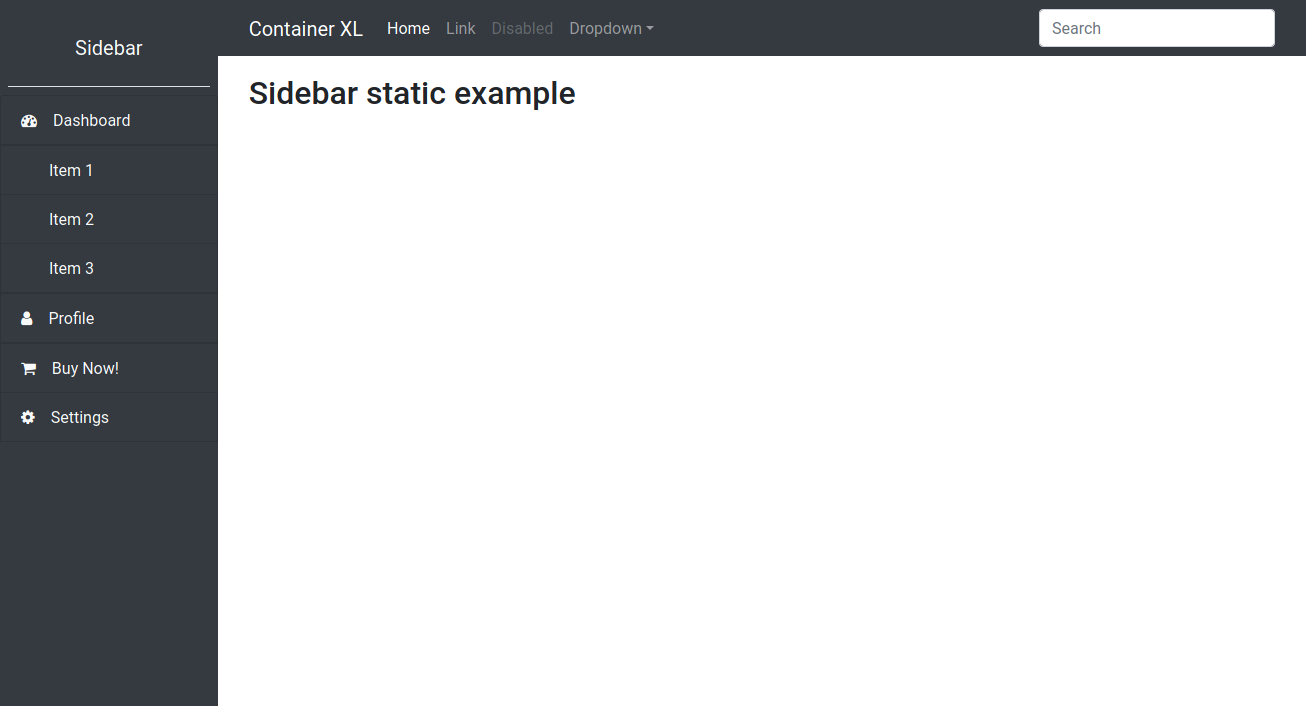 Sidebar
Dashboard
Item 1
Item 2
Item 3
Profile
Buy Now!
Settings
Container XL Home Link Disabled Dropdown Search
Sidebar static example